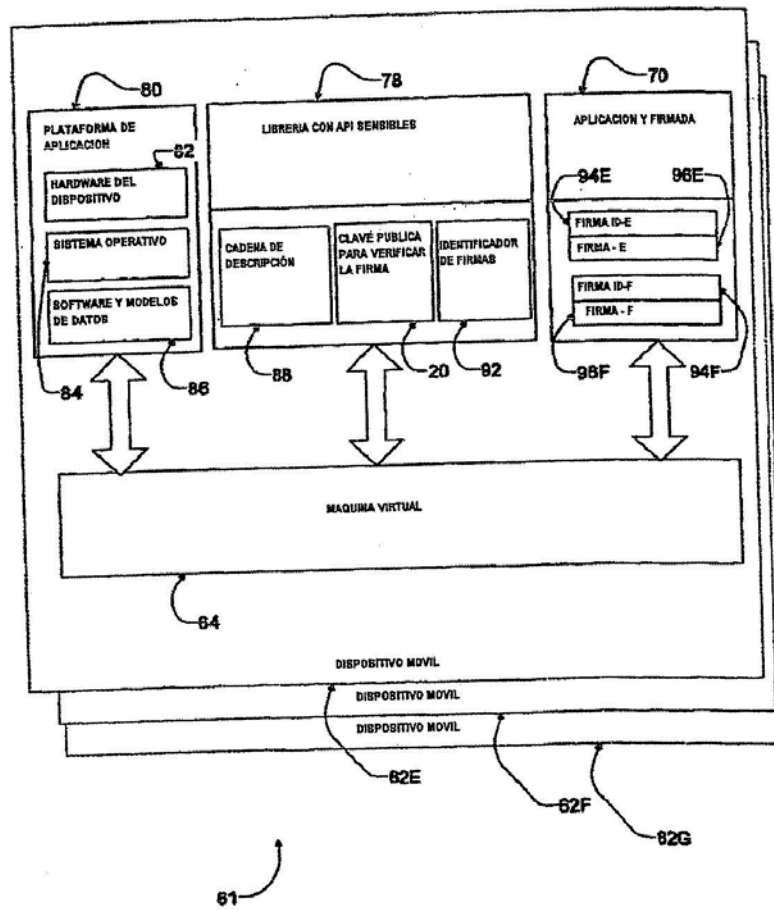 80
78
70
PLATAFORMA DE
APLICACION
82
HARDWARE DEL
DISPOSITIVO
SISTEMA OPERATIVO
SOFTWARE Y MODELOS
DE DATOS
84
86
LIBRERIA CON API SENSIBLES
CADENA DE
DESCRIPCIÓN
CLAVÉ PUBLICA
PARA VERIFICAR
LA FIRMA
IDENTIFICADOR
DE FIRMAS
88
20
92
APLICACION Y FIRMADA
94E
96E
FIRMA ID-E
FIRMA - E
FIRMA ID-F
FIRMA - F
96F
94F
MAQUINA VIRTUAL
64
DISPOSITIVO MOVIL
DISPOSITIVO MOVIL
DISPOSITIVO MOVIL
62E
62F
62G
61